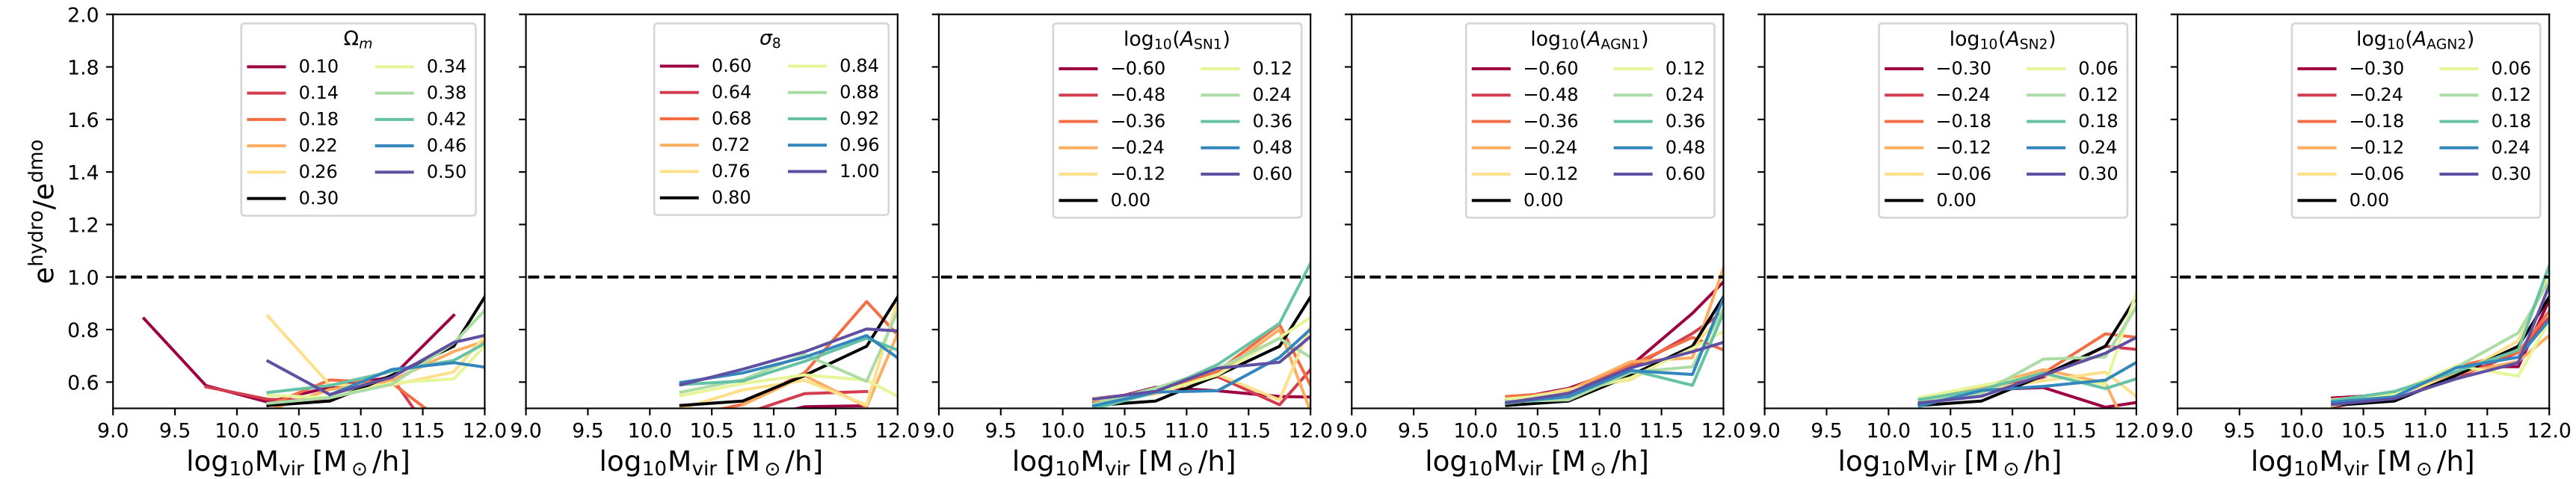 e^hydro/e^dmo
2.0
1.8
1.6
1.4
1.2
1.0
0.8
0.6
Ω_m
0.10 0.34
0.14 0.38
0.18 0.42
0.22 0.46
0.26 0.50
0.30
9.0 9.5 10.0 10.5 11.0 11.5 12.0
log₁₀M_vir [M_⊙/h]
σ₈
0.60 0.84
0.64 0.88
0.68 0.92
0.72 0.96
0.76 1.00
0.80
9.0 9.5 10.0 10.5 11.0 11.5 12.0
log₁₀M_vir [M_⊙/h]
log₁₀(A_SN1)
−0.60 0.12
−0.48 0.24
−0.36 0.36
−0.24 0.48
−0.12 0.60
0.00
9.0 9.5 10.0 10.5 11.0 11.5 12.0
log₁₀M_vir [M_⊙/h]
log₁₀(A_AGN1)
−0.60 0.12
−0.48 0.24
−0.36 0.36
−0.24 0.48
−0.12 0.60
0.00
9.0 9.5 10.0 10.5 11.0 11.5 12.0
log₁₀M_vir [M_⊙/h]
log₁₀(A_SN2)
−0.30 0.06
−0.24 0.12
−0.18 0.18
−0.12 0.24
−0.06 0.30
0.00
9.0 9.5 10.0 10.5 11.0 11.5 12.0
log₁₀M_vir [M_⊙/h]
log₁₀(A_AGN2)
−0.30 0.06
−0.24 0.12
−0.18 0.18
−0.12 0.24
−0.06 0.30
0.00
9.0 9.5 10.0 10.5 11.0 11.5 12.0
log₁₀M_vir [M_⊙/h]